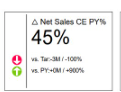 △ Net Sales CE PY%
45%
vs. Tar:-3M / -100%
vs. PY:+0M / +900%